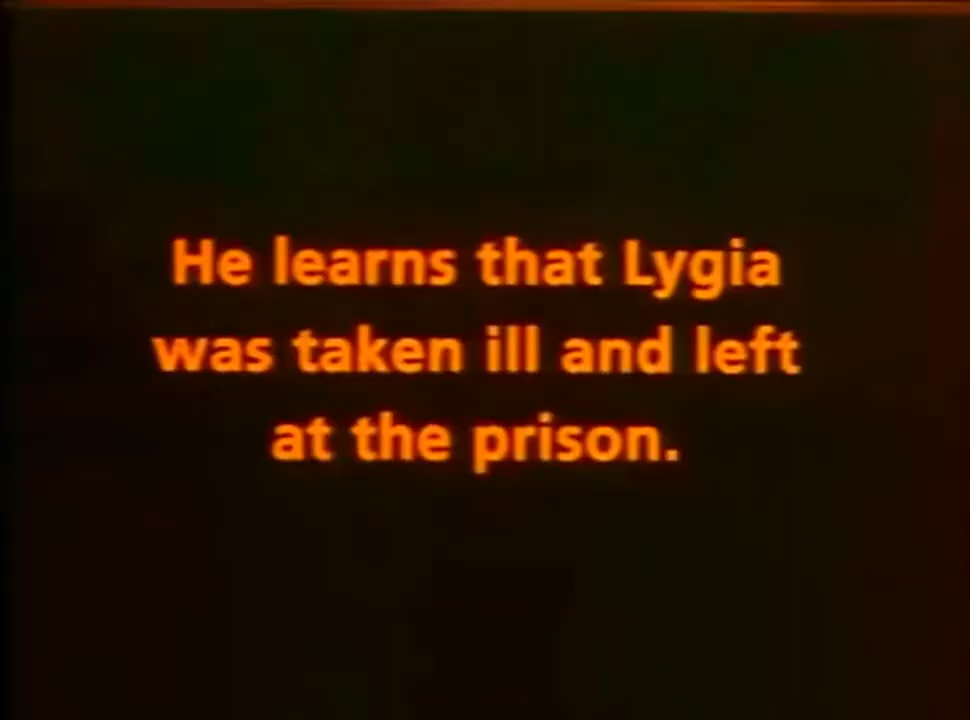 He learns that Lygia
was taken ill and left
at the prison.